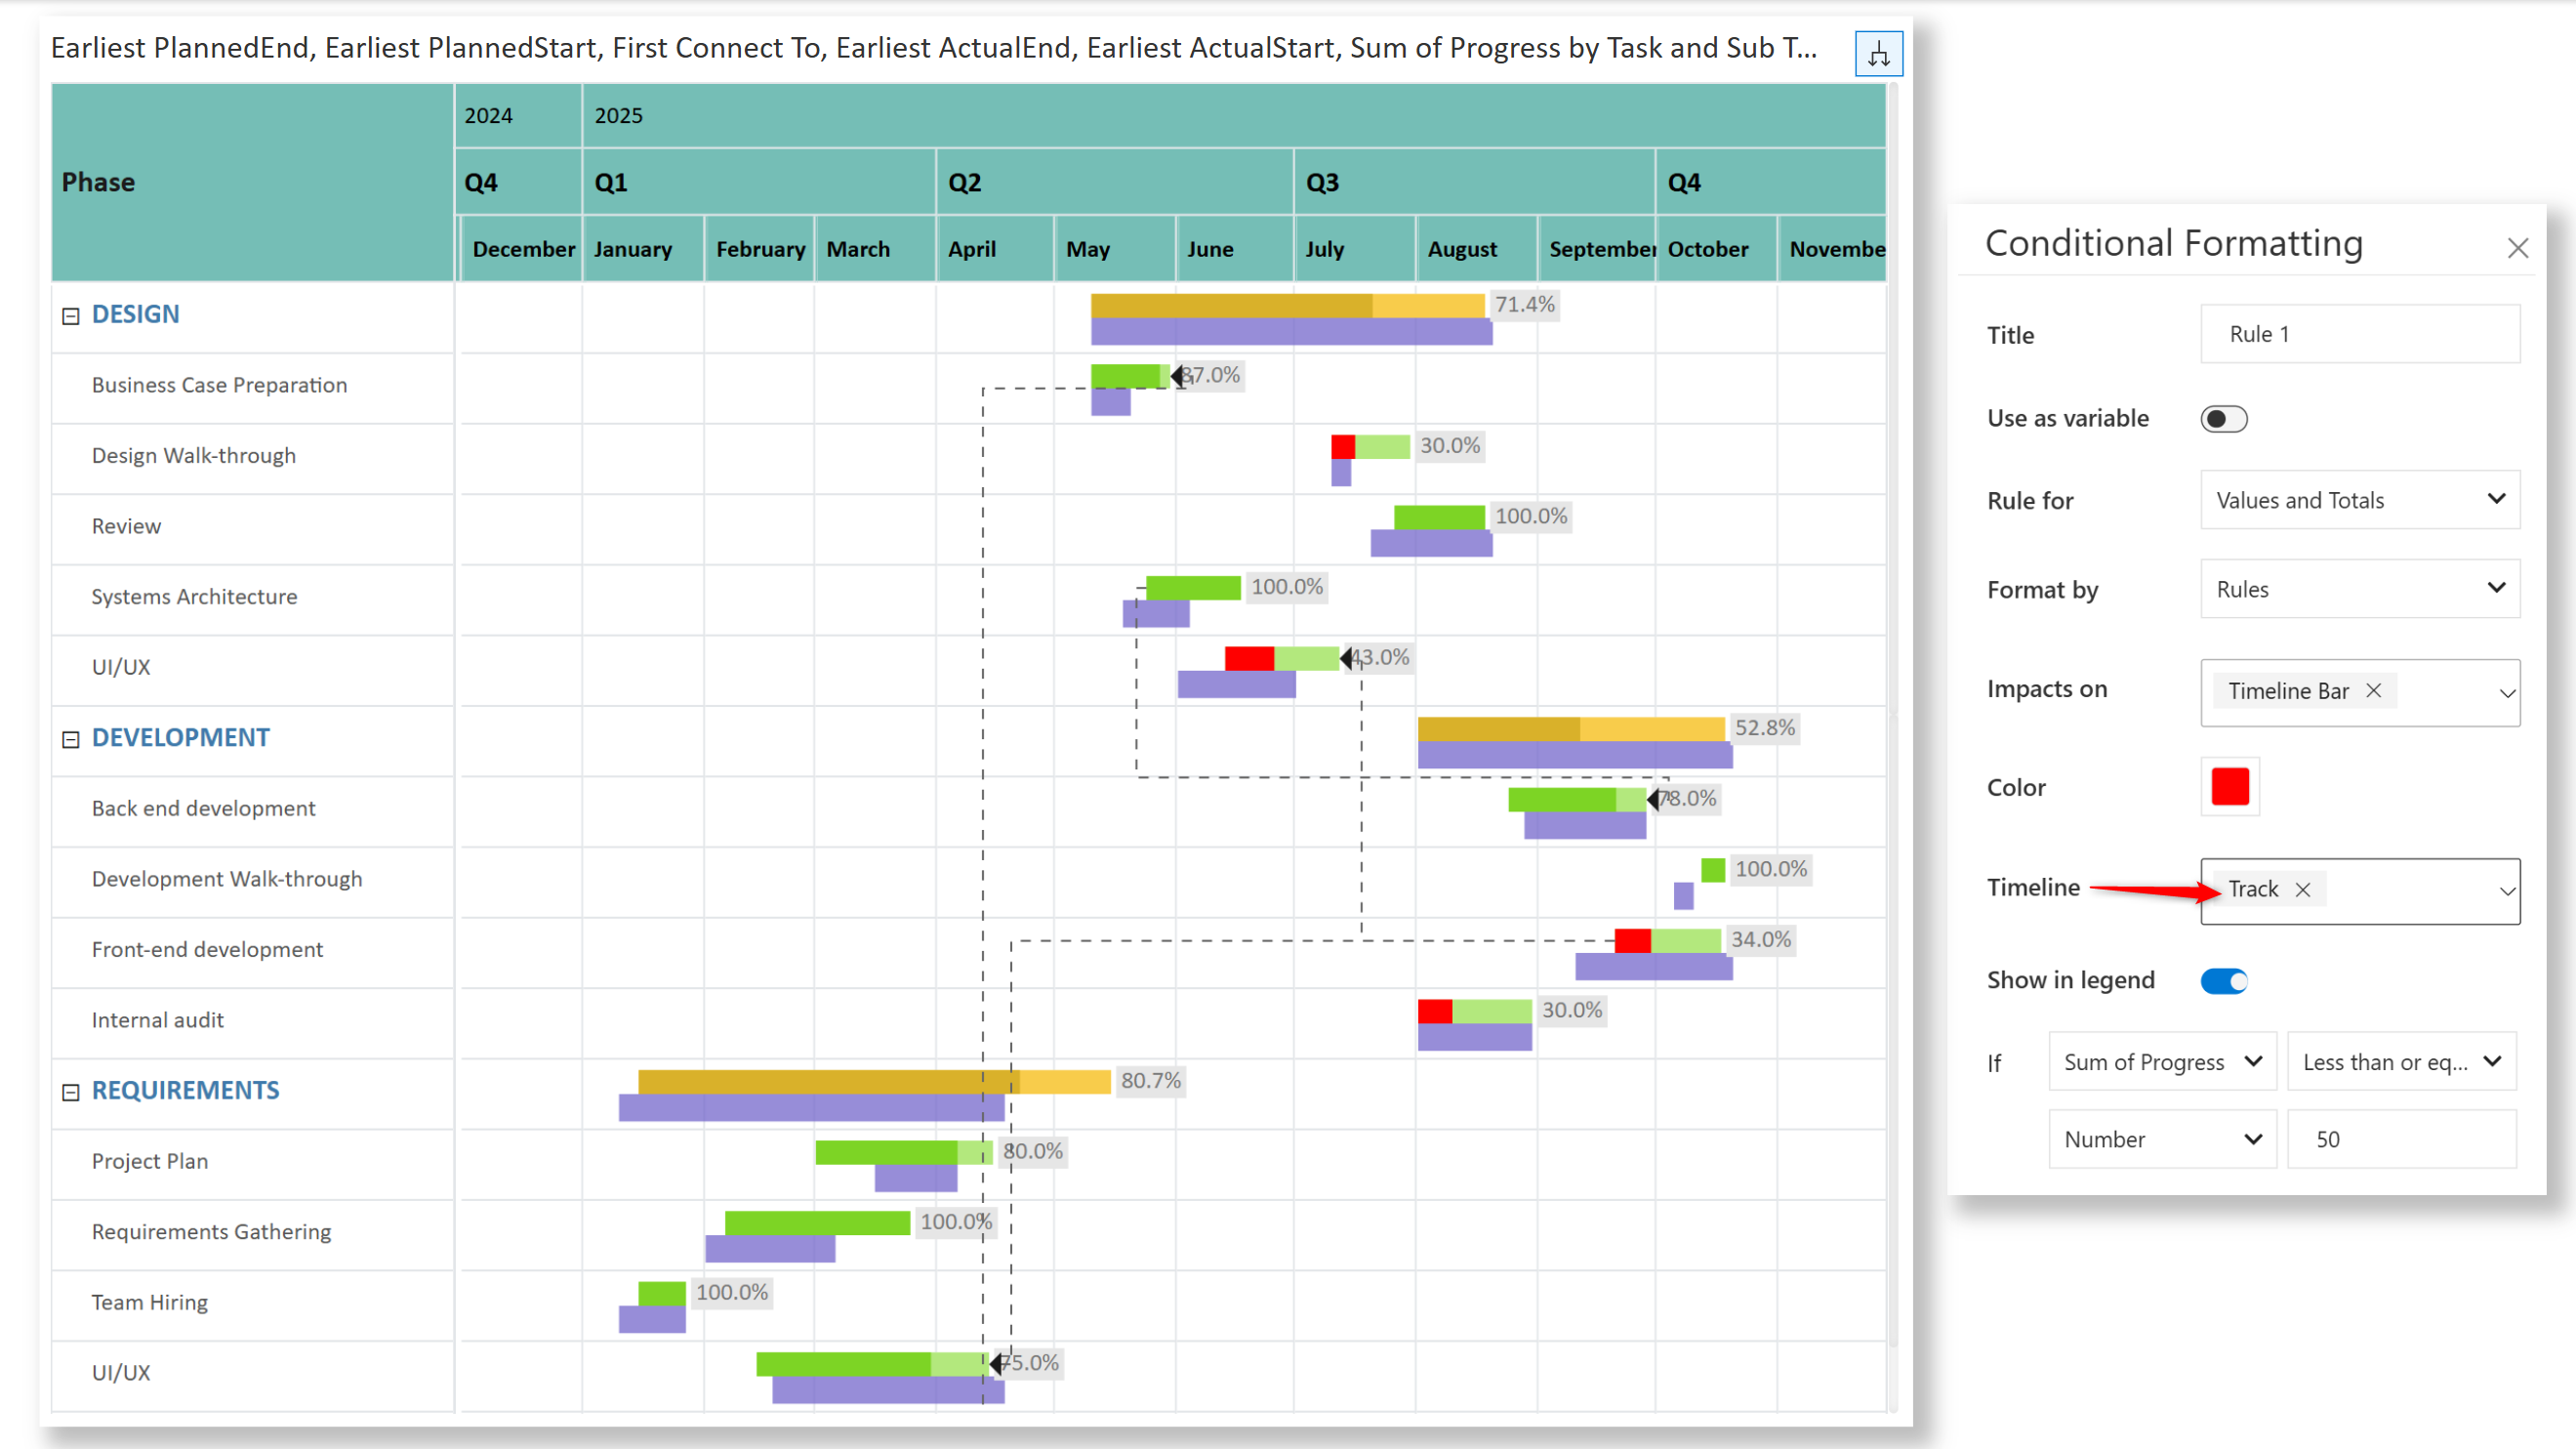 Earliest PlannedEnd, Earliest PlannedStart, First Connect To, Earliest ActualEnd, Earliest ActualStart, Sum of Progress by Task and Sub T...
Phase
2024 2025
Q4 Q1 Q2 Q3 Q4
December January February March April May June July August September October Novembe
DESIGN 71.4%
Business Case Preparation 87.0%
Design Walk-through 30.0%
Review 100.0%
Systems Architecture 100.0%
UI/UX 43.0%
DEVELOPMENT 52.8%
Back end development 78.0%
Development Walk-through 100.0%
Front-end development 34.0%
Internal audit 30.0%
REQUIREMENTS 80.7%
Project Plan 80.0%
Requirements Gathering 100.0%
Team Hiring 100.0%
UI/UX 75.0%
Conditional Formatting
Title Rule 1
Use as variable
Rule for Values and Totals
Format by Rules
Impacts on Timeline Bar
Color
Timeline Track
Show in legend
If Sum of Progress Less than or eq...
Number 50